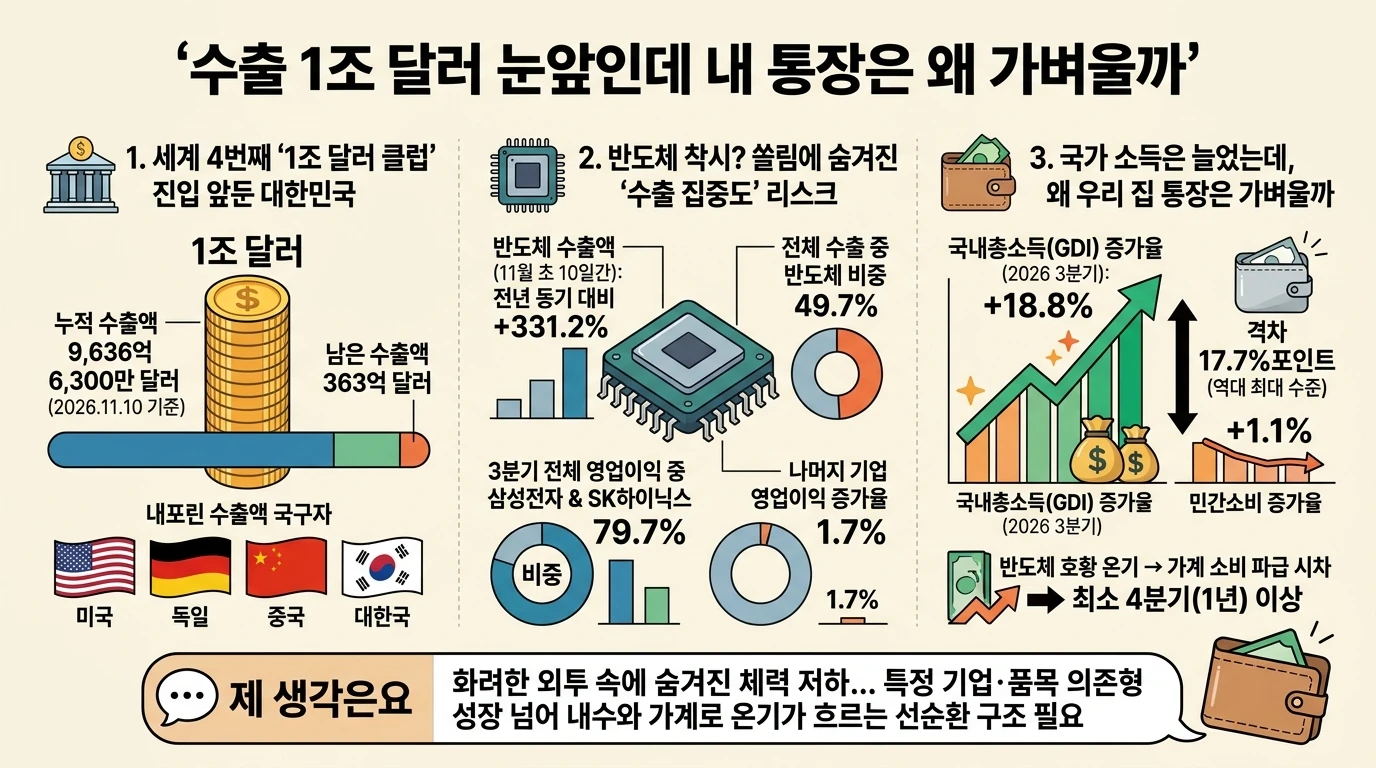 ‘수출 1조 달러 눈앞인데 내 통장은 왜 가벼울까’
1. 세계 4번째 ‘1조 달러 클럽’
진입 앞둔 대한민국
1조 달러
누적 수출액
9,636억
6,300만 달러
(2026.11.10 기준)
남은 수출액
363억 달러
내포린 수출액 국구자
미국
독일
중국
대한국
2. 반도체 착시? 쏠림에 숨겨진
‘수출 집중도’ 리스크
반도체 수출액
(11월 초 10일간):
전년 동기 대비
+331.2%
전체 수출 중
반도체 비중
49.7%
3분기 전체 영업이익 중
삼성전자 & SK하이닉스
79.7%
비중
나머지 기업
영업이익 증가율
1.7%
1.7%
3. 국가 소득은 늘었는데,
왜 우리 집 통장은 가벼울까
국내총소득(GDI) 증가율
(2026 3분기):
+18.8%
격차
17.7%포인트
(역대 최대 수준)
+1.1%
국내총소득(GDI) 증가율
(2026 3분기)
민간소비 증가율
반도체 호황 온기 → 가계 소비 파급 시차
최소 4분기(1년) 이상
제 생각은요
화려한 외투 속에 숨겨진 체력 저하... 특정 기업·품목 의존형
성장 넘어 내수와 가계로 온기가 흐르는 선순환 구조 필요